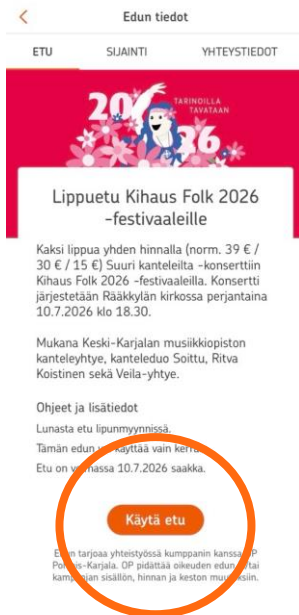 Edun tiedot
ETU SIJAINTI YHTEYSTIEDOT
20 TARINOILLA
TAVATAAN
26
Lippuetu Kihaus Folk 2026
-festivaaleille
Kaksi lippua yhden hinnalla (norm. 39 € /
30 € / 15 €) Suuri kanteleilta -konserttiin
Kihaus Folk 2026 -festivaaleilla. Konsertti
järjestetään Rääkkylän kirkossa perjantaina
10.7.2026 klo 18.30.
Mukana Keski-Karjalan musiikkiopiston
kanteleyhtye, kanteleduo Soittu, Ritva
Koistinen sekä Veila-yhtye.
Ohjeet ja lisätiedot
Lunasta etu lipunmyynnissä.
Tämän edun voi käyttää vain kerran.
Etu on voimassa 10.7.2026 saakka.
Käytä etu
Edun tarjoaa yhteistyössä kumppanin kanssa OP
Pohjois-Karjala. OP pidättää oikeuden edun tai
kampanjan sisällön, hinnan ja keston muutoksiin.